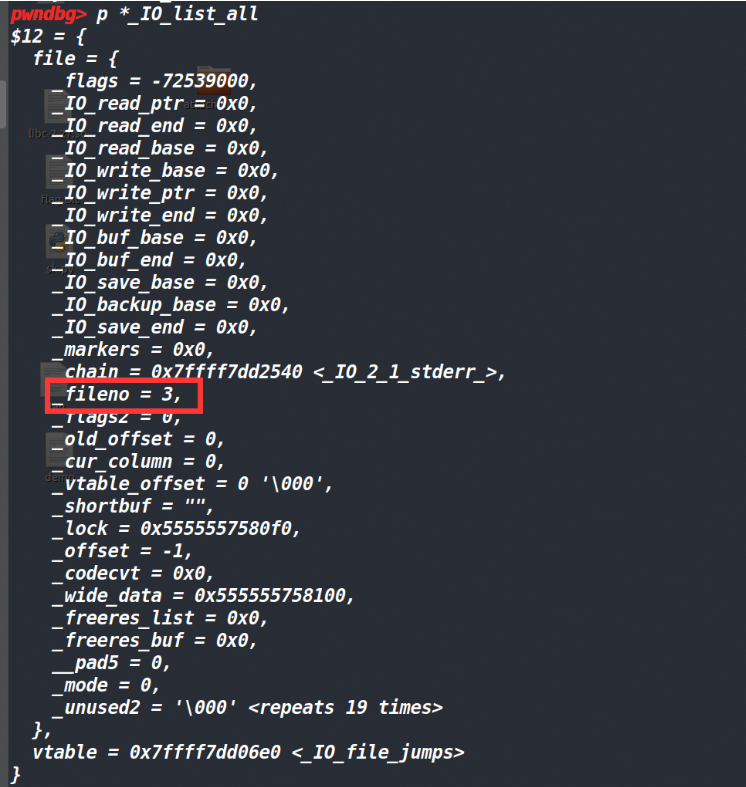 pwndbg> p *_IO_list_all
$12 = {
  file = {
    _flags = -72539000,
    _IO_read_ptr = 0x0,
    _IO_read_end = 0x0,
    _IO_read_base = 0x0,
    _IO_write_base = 0x0,
    _IO_write_ptr = 0x0,
    _IO_write_end = 0x0,
    _IO_buf_base = 0x0,
    _IO_buf_end = 0x0,
    _IO_save_base = 0x0,
    _IO_backup_base = 0x0,
    _IO_save_end = 0x0,
    _markers = 0x0,
    _chain = 0x7ffff7dd2540 <_IO_2_1_stderr_>,
    _fileno = 3,
    _flags2 = 0,
    _old_offset = 0,
    _cur_column = 0,
    _vtable_offset = 0 '\000',
    _shortbuf = "",
    _lock = 0x5555557580f0,
    _offset = -1,
    _codecvt = 0x0,
    _wide_data = 0x555555758100,
    _freeres_list = 0x0,
    _freeres_buf = 0x0,
    __pad5 = 0,
    _mode = 0,
    _unused2 = '\000' <repeats 19 times>
  },
  vtable = 0x7ffff7dd06e0 <_IO_file_jumps>
}